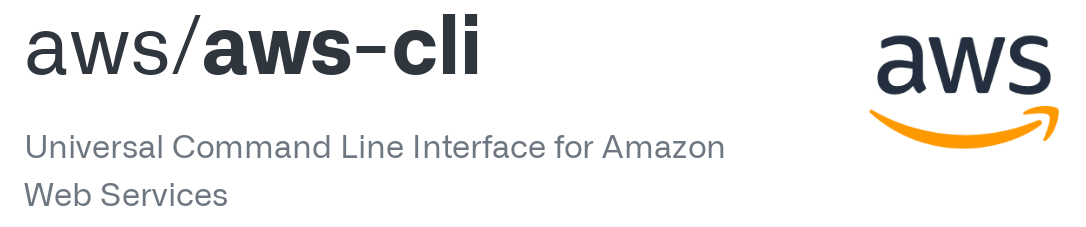 aws/aws-cli
aws
Universal Command Line Interface for Amazon
Web Services